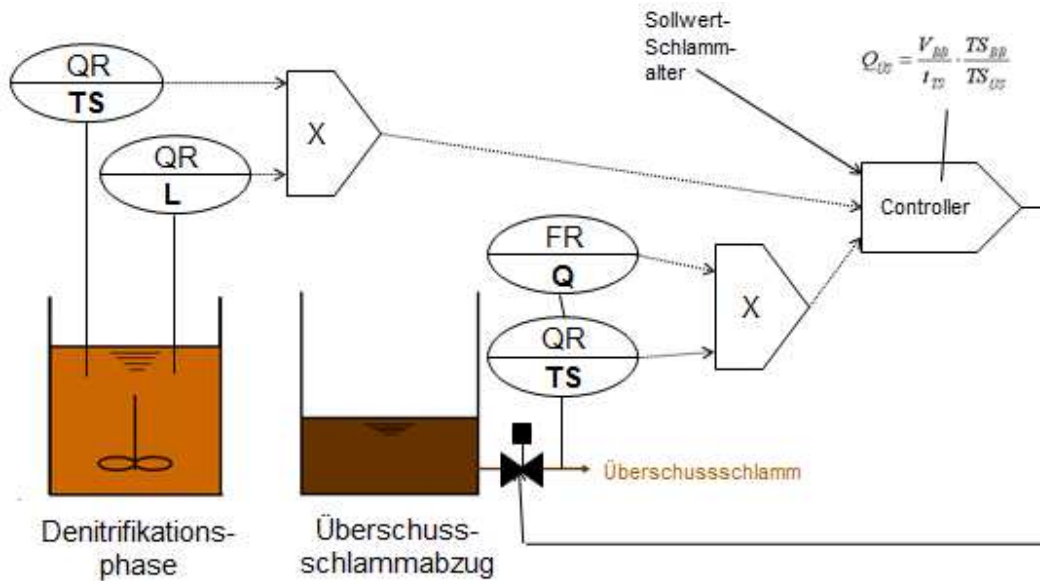 Sollwert-
Schlamm-
alter
Q_ÜS = V_BB / t_TS · TS_BB / TS_ÜS
QR
TS
X
QR
L
Controller
FR
Q
X
QR
TS
Überschussschlamm
Denitrifikations-
phase
Überschuss-
schlammabzug